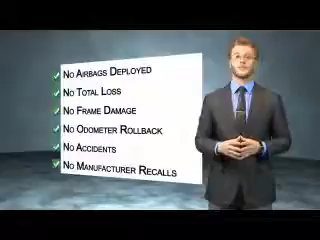 No Airbags Deployed
No Total Loss
No Frame Damage
No Odometer Rollback
No Accidents
No Manufacturer Recalls